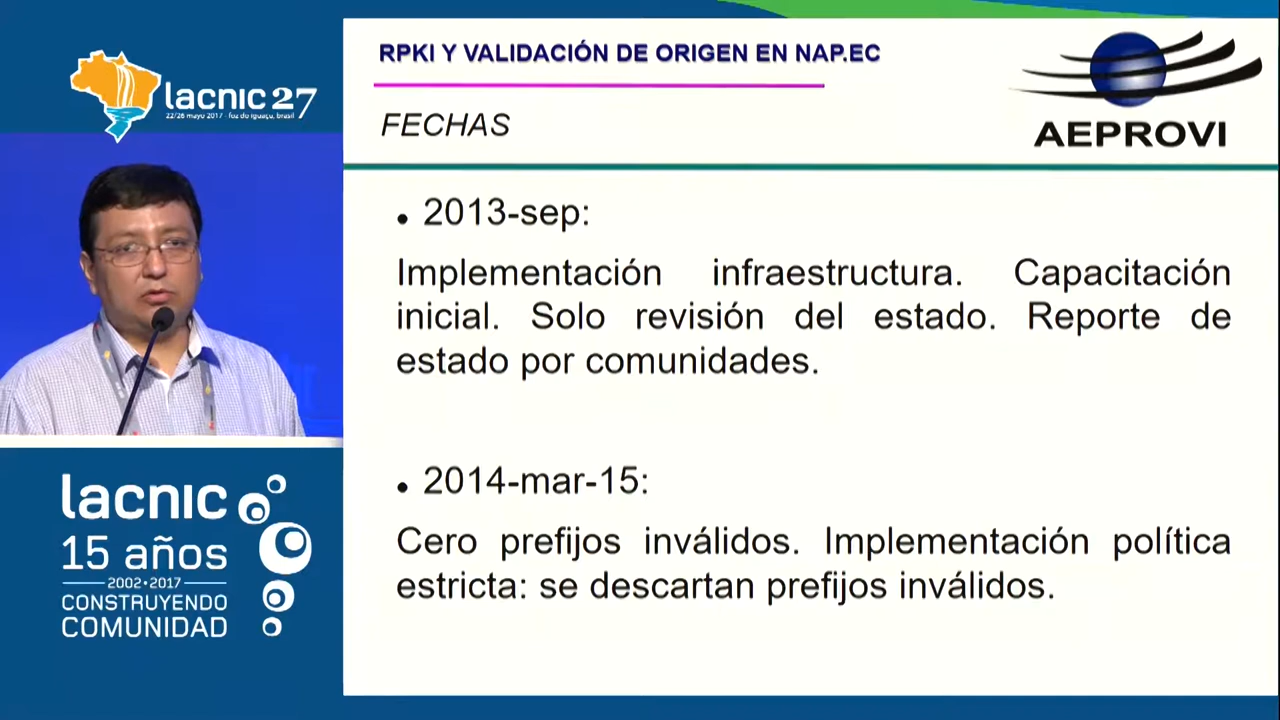 lacnic 27
22/26 mayo 2017 - foz do iguaçu, brasil
RPKI Y VALIDACIÓN DE ORIGEN EN NAP.EC
FECHAS
AEPROVI
• 2013-sep:
Implementación infraestructura. Capacitación
inicial. Solo revisión del estado. Reporte de
estado por comunidades.
• 2014-mar-15:
Cero prefijos inválidos. Implementación política
estricta: se descartan prefijos inválidos.
lacnic
15 años
2002•2017
CONSTRUYENDO
COMUNIDAD